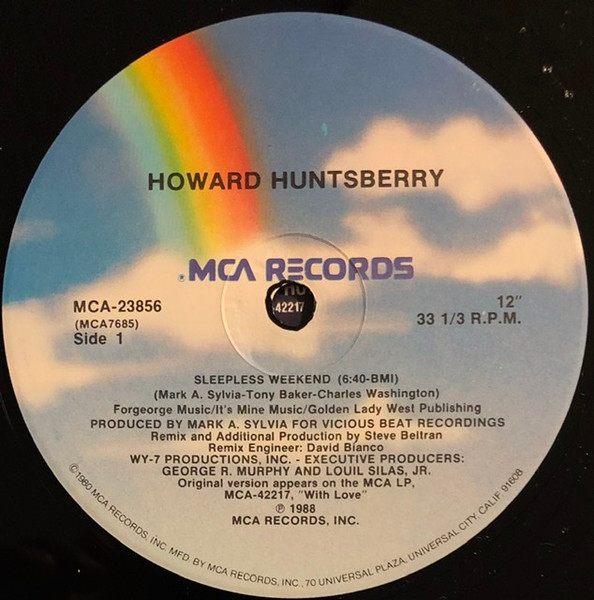 HOWARD HUNTSBERRY
MCA RECORDS
MCA-23856
(MCA7685)
Side 1
12"
33 1/3 R.P.M.
HO
42217
SLEEPLESS WEEKEND (6:40-BMI)
(Mark A. Sylvia-Tony Baker-Charles Washington)
Forgeorge Music/It's Mine Music/Golden Lady West Publishing
PRODUCED BY MARK A. SYLVIA FOR VICIOUS BEAT RECORDINGS
Remix and Additional Production by Steve Beltran
Remix Engineer: David Bianco
WY-7 PRODUCTIONS, INC. - EXECUTIVE PRODUCERS:
GEORGE R. MURPHY AND LOUIL SILAS, JR.
Original version appears on the MCA LP,
MCA-42217, "With Love"
℗ 1988
MCA RECORDS, INC.
©1980 MCA RECORDS, INC. MFD. BY MCA RECORDS, INC., 70 UNIVERSAL PLAZA, UNIVERSAL CITY, CALIF. 91608